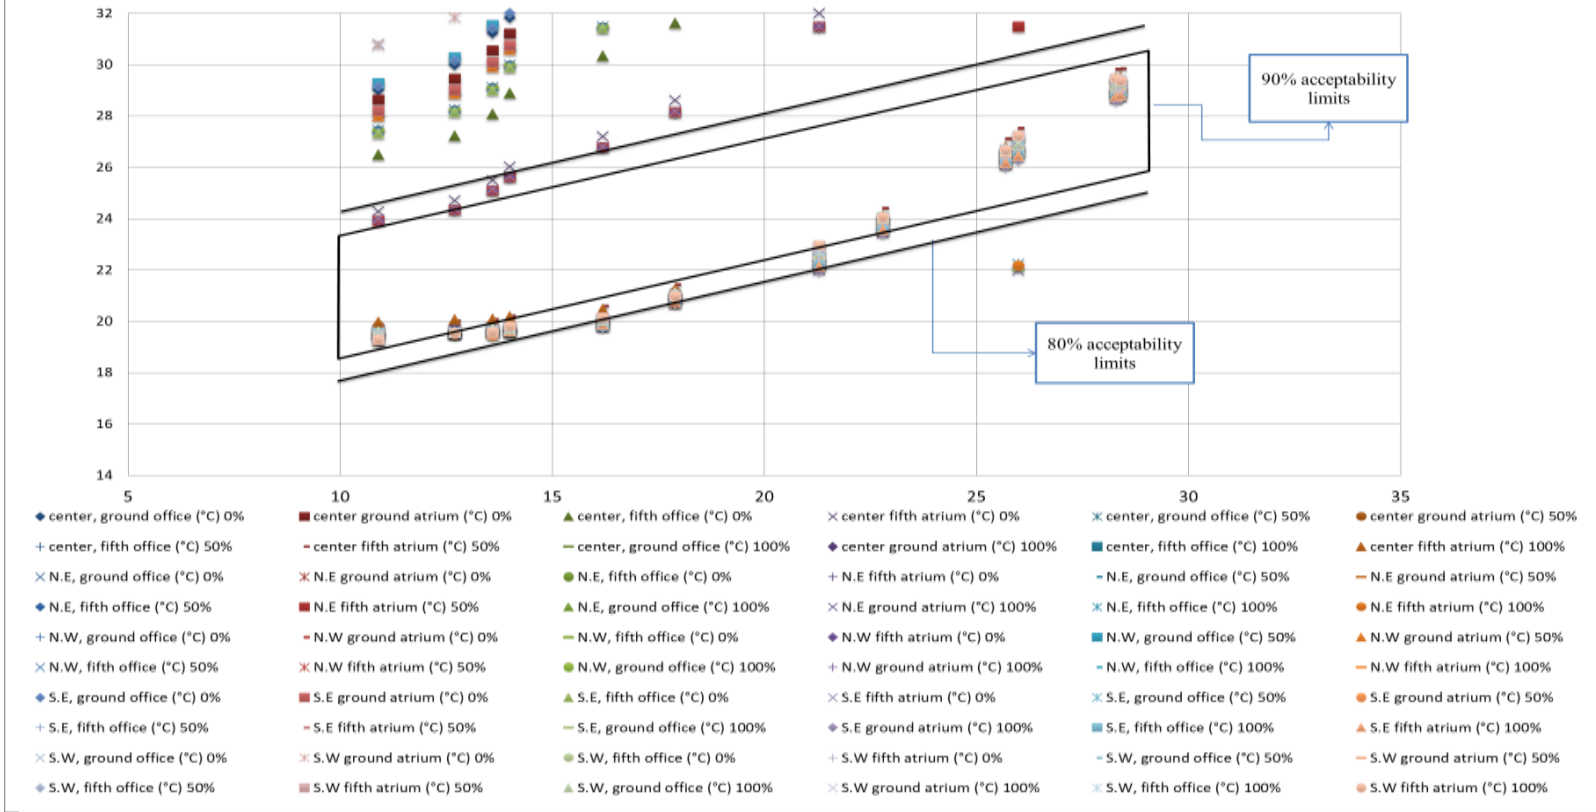 32
30
90% acceptability
limits
28
26
24
22
20
80% acceptability
limits
18
16
14
5 10 15 20 25 30 35
center, ground office (°C) 0% center ground atrium (°C) 0% center, fifth office (°C) 0% center fifth atrium (°C) 0% center, ground office (°C) 50% center ground atrium (°C) 50%
center, fifth office (°C) 50% center fifth atrium (°C) 50% center, ground office (°C) 100% center ground atrium (°C) 100% center, fifth office (°C) 100% center fifth atrium (°C) 100%
N.E, ground office (°C) 0% N.E ground atrium (°C) 0% N.E, fifth office (°C) 0% N.E fifth atrium (°C) 0% N.E, ground office (°C) 50% N.E ground atrium (°C) 50%
N.E, fifth office (°C) 50% N.E fifth atrium (°C) 50% N.E, ground office (°C) 100% N.E ground atrium (°C) 100% N.E, fifth office (°C) 100% N.E fifth atrium (°C) 100%
N.W, ground office (°C) 0% N.W ground atrium (°C) 0% N.W, fifth office (°C) 0% N.W fifth atrium (°C) 0% N.W, ground office (°C) 50% N.W ground atrium (°C) 50%
N.W, fifth office (°C) 50% N.W fifth atrium (°C) 50% N.W, ground office (°C) 100% N.W ground atrium (°C) 100% N.W, fifth office (°C) 100% N.W fifth atrium (°C) 100%
S.E, ground office (°C) 0% S.E ground atrium (°C) 0% S.E, fifth office (°C) 0% S.E fifth atrium (°C) 0% S.E, ground office (°C) 50% S.E ground atrium (°C) 50%
S.E, fifth office (°C) 50% S.E fifth atrium (°C) 50% S.E, ground office (°C) 100% S.E ground atrium (°C) 100% S.E, fifth office (°C) 100% S.E fifth atrium (°C) 100%
S.W, ground office (°C) 0% S.W ground atrium (°C) 0% S.W, fifth office (°C) 0% S.W fifth atrium (°C) 0% S.W, ground office (°C) 50% S.W ground atrium (°C) 50%
S.W, fifth office (°C) 50% S.W fifth atrium (°C) 50% S.W, ground office (°C) 100% S.W ground atrium (°C) 100% S.W, fifth office (°C) 100% S.W fifth atrium (°C) 100%